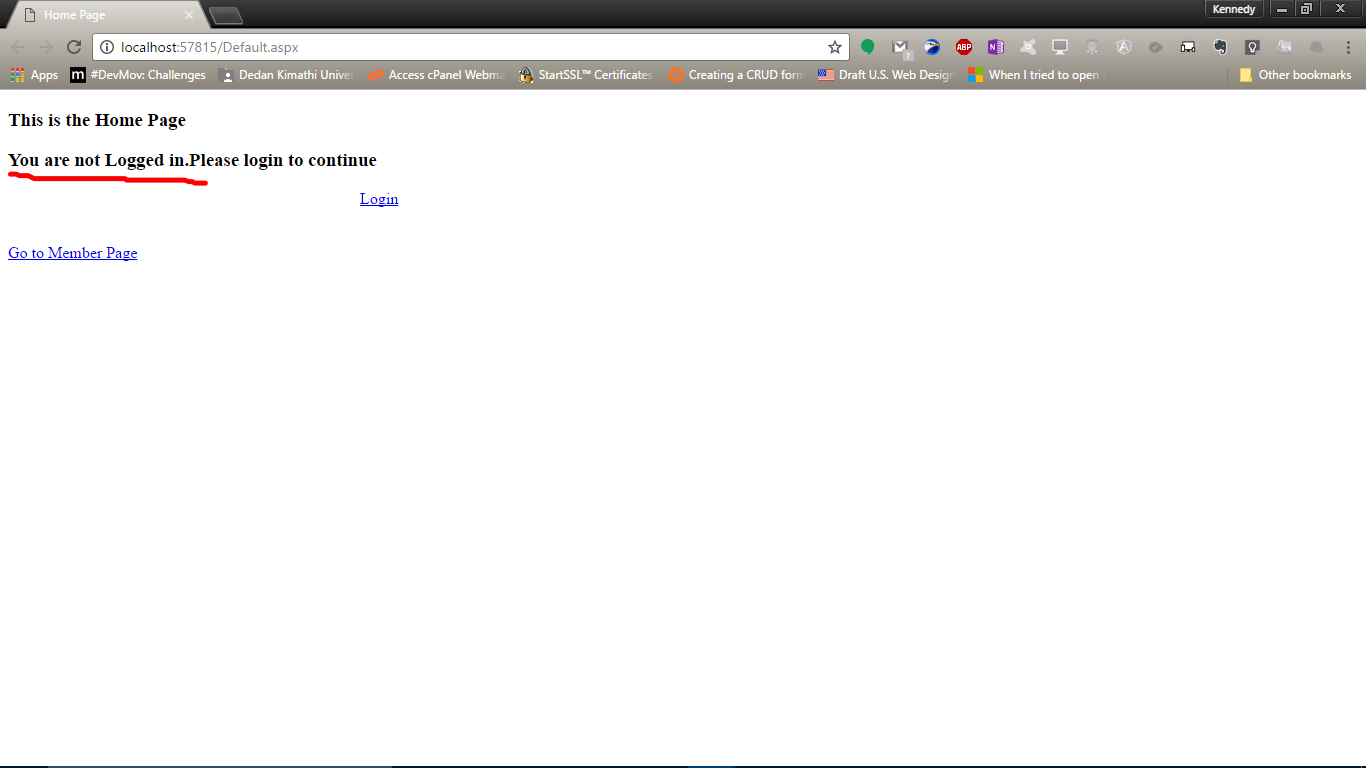 Home Page
Kennedy
localhost:57815/Default.aspx
ABP
Apps
m #DevMov: Challenges
Dedan Kimathi Univer
Access cPanel Webma
StartSSL™ Certificates
Creating a CRUD form
Draft U.S. Web Design
When I tried to open
Other bookmarks
This is the Home Page
You are not Logged in.Please login to continue
Login
Go to Member Page